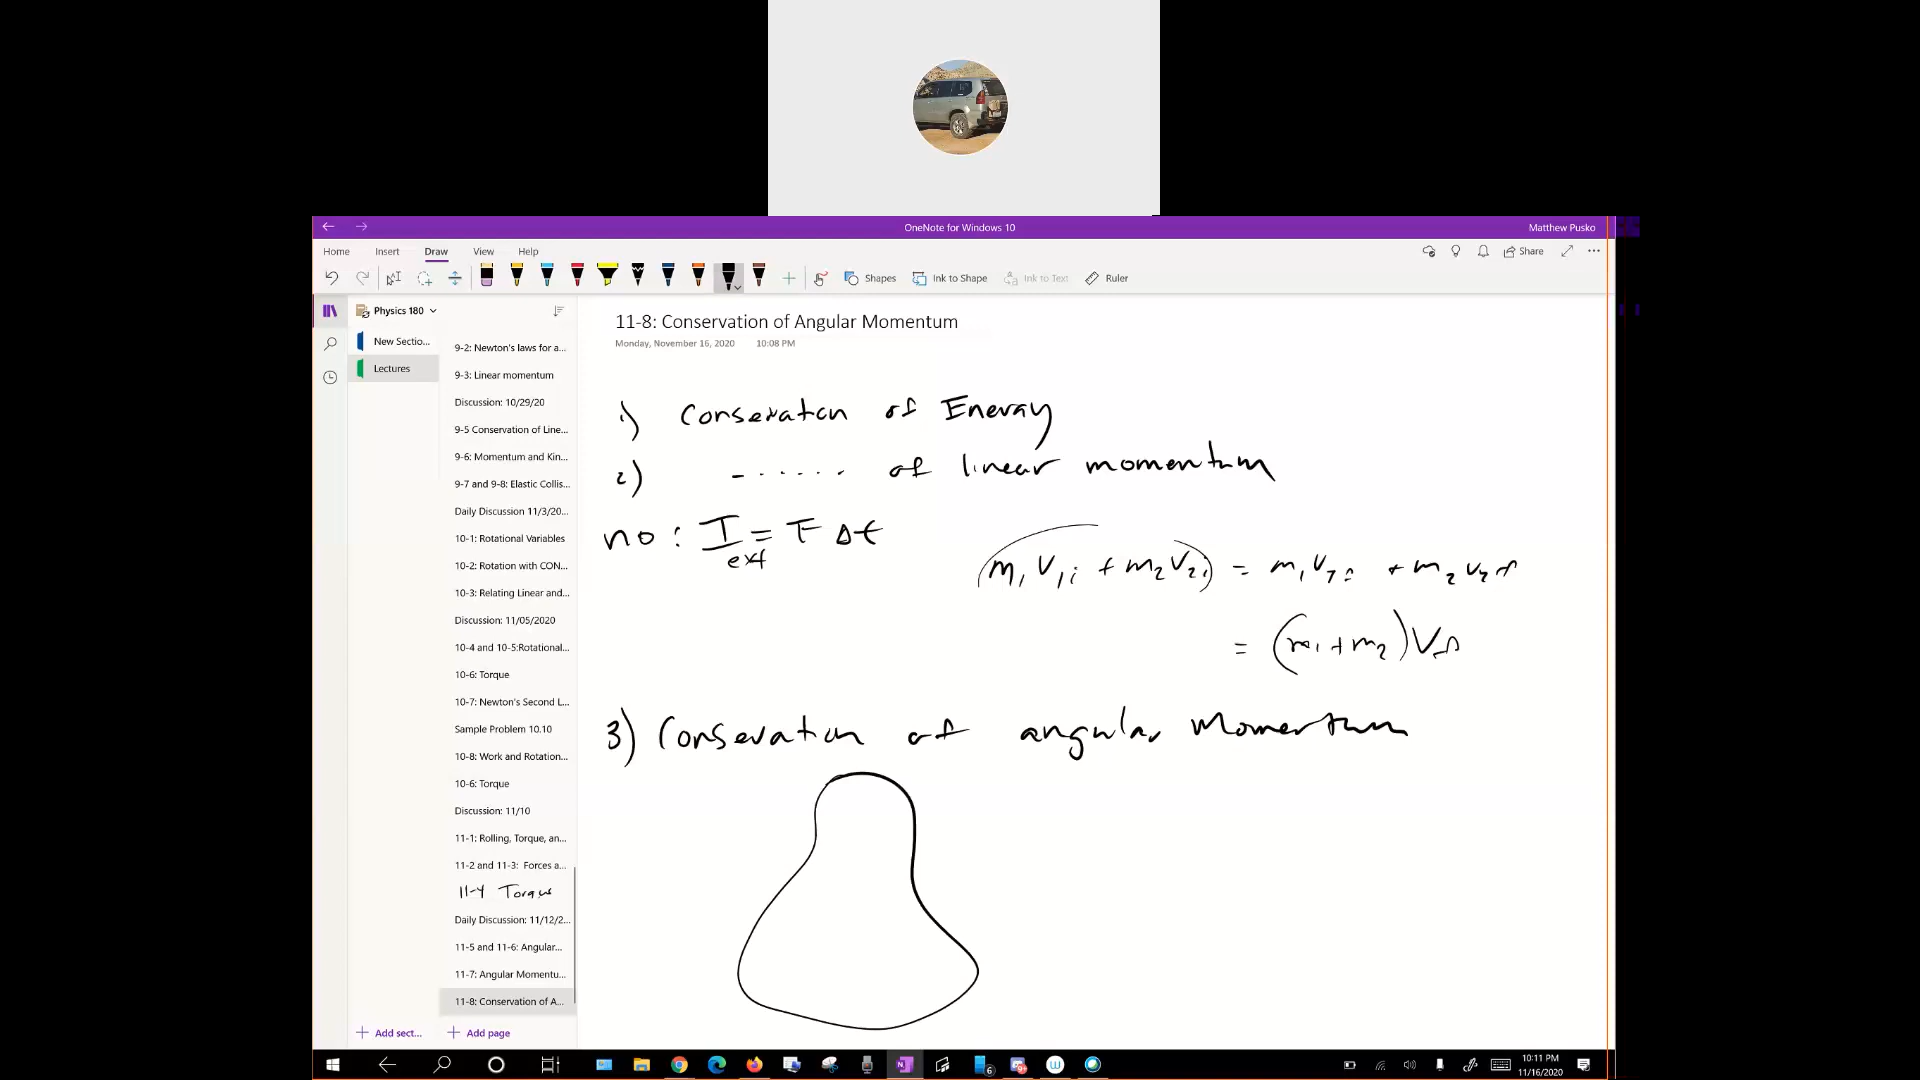 OneNote for Windows 10
Matthew Pusko
Home Insert Draw View Help
Share
Shapes Ink to Shape Ink to Text Ruler
Physics 180
New Sectio...
Lectures
9-2: Newton's laws for a...
9-3: Linear momentum
Discussion: 10/29/20
9-5 Conservation of Line...
9-6: Momentum and Kin...
9-7 and 9-8: Elastic Collis...
Daily Discussion 11/3/20...
10-1: Rotational Variables
10-2: Rotation with CON...
10-3: Relating Linear and...
Discussion: 11/05/2020
10-4 and 10-5:Rotational...
10-6: Torque
10-7: Newton's Second L...
Sample Problem 10.10
10-8: Work and Rotation...
10-6: Torque
Discussion: 11/10
11-1: Rolling, Torque, an...
11-2 and 11-3: Forces a...
11-4 Torque
Daily Discussion: 11/12/2...
11-5 and 11-6: Angular...
11-7: Angular Momentu...
11-8: Conservation of A...
Add sect...
Add page
11-8: Conservation of Angular Momentum
Monday, November 16, 2020 10:08 PM
1) Conservation of Energy
2) - ...... of linear momentum
no: I ext = F Δt
(m₁ V₁i + m₂ V₂i) = m₁ V₁f + m₂ V₂f
= (m₁ + m₂) Vf
3) Conservation of angular Momentum
6
10:11 PM
11/16/2020